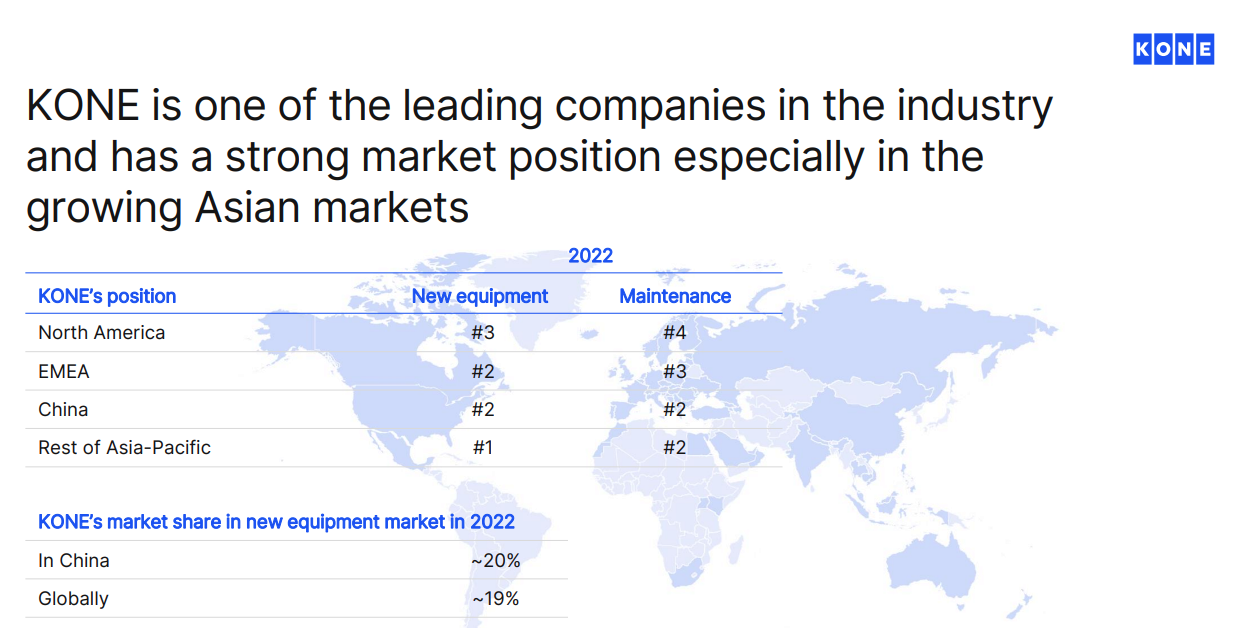 KONE
KONE is one of the leading companies in the industry
and has a strong market position especially in the
growing Asian markets
2022
KONE’s position New equipment Maintenance
North America #3 #4
EMEA #2 #3
China #2 #2
Rest of Asia-Pacific #1 #2
KONE’s market share in new equipment market in 2022
In China ~20%
Globally ~19%